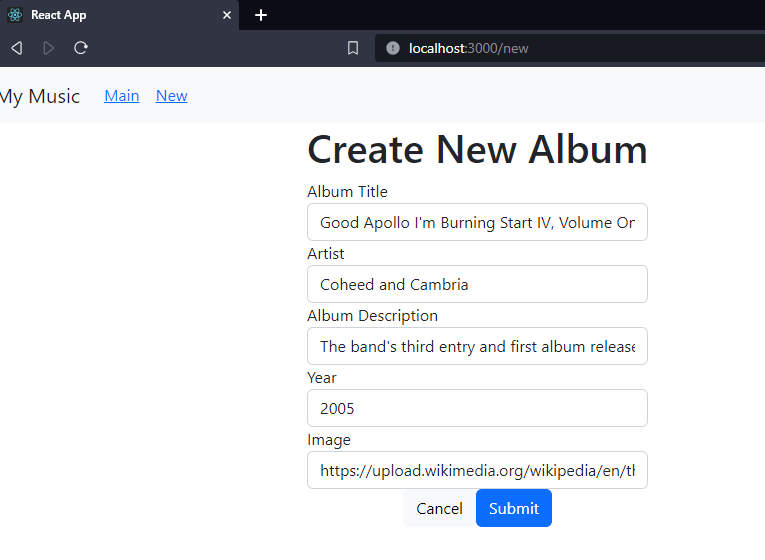 React App
localhost:3000/new
My Music Main New
Create New Album
Album Title
Good Apollo I'm Burning Start IV, Volume Or
Artist
Coheed and Cambria
Album Description
The band's third entry and first album release
Year
2005
Image
https://upload.wikimedia.org/wikipedia/en/th
Cancel Submit